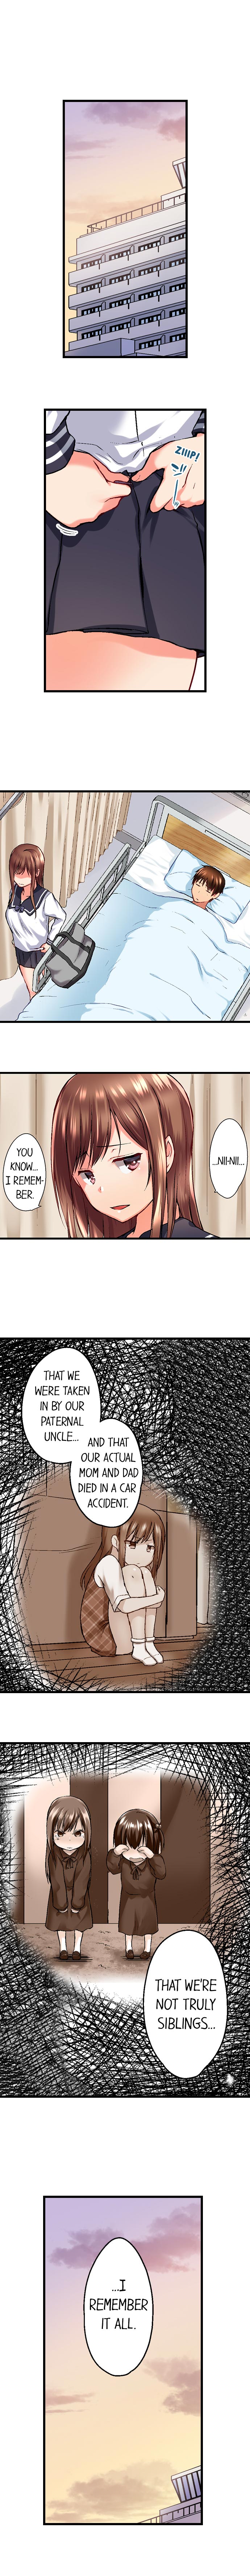 ZIIIP!
...NII-NII...
YOU
KNOW...
I REMEM-
BER.
THAT WE
WERE TAKEN
IN BY OUR
PATERNAL
UNCLE...
AND THAT
OUR ACTUAL
MOM AND DAD
DIED IN A CAR
ACCIDENT.
THAT WE'RE
NOT TRULY
SIBLINGS...
...I
REMEMBER
IT ALL.